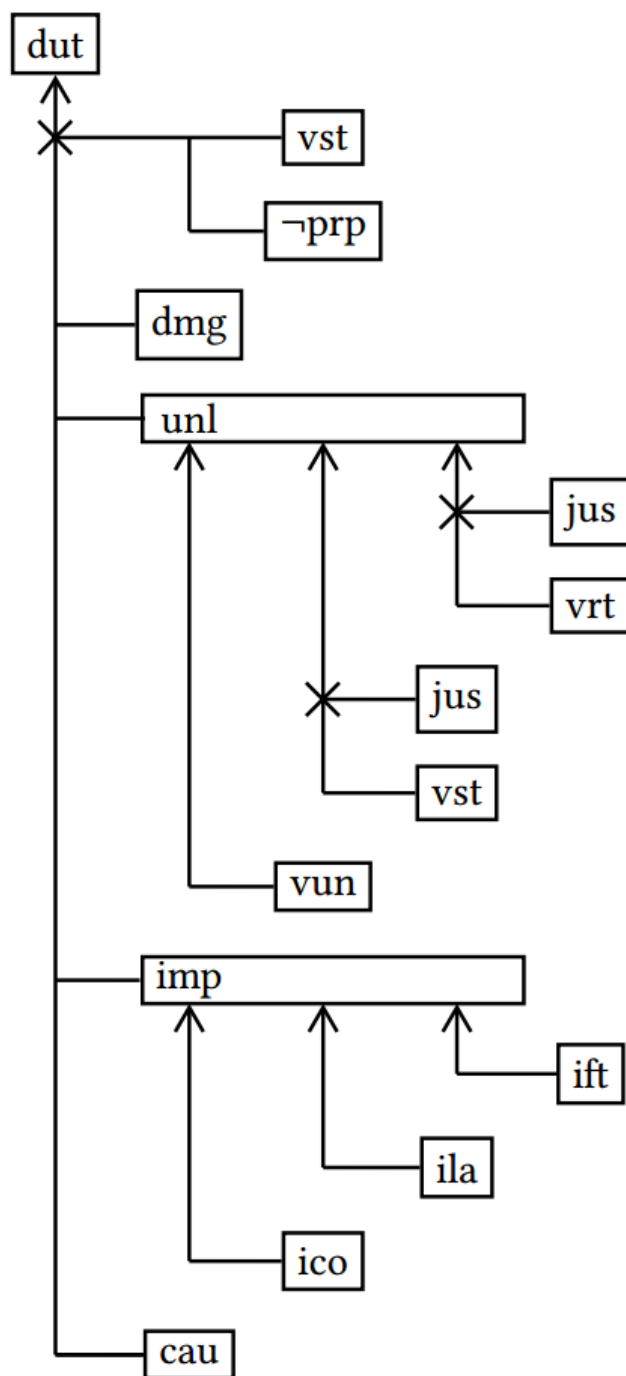 dut
vst
¬prp
dmg
unl
jus
vrt
jus
vst
vun
imp
ift
ila
ico
cau